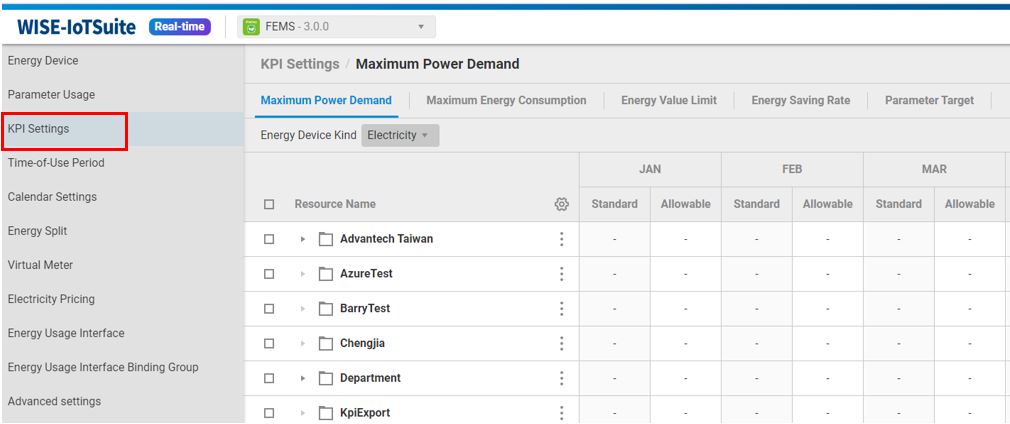 WISE-IoTSuite Real-time FEMS - 3.0.0
Energy Device
Parameter Usage
KPI Settings
Time-of-Use Period
Calendar Settings
Energy Split
Virtual Meter
Electricity Pricing
Energy Usage Interface
Energy Usage Interface Binding Group
Advanced settings
KPI Settings / Maximum Power Demand
Maximum Power Demand Maximum Energy Consumption Energy Value Limit Energy Saving Rate Parameter Target
Energy Device Kind Electricity
JAN FEB MAR
Resource Name Standard Allowable Standard Allowable Standard Allowable
Advantech Taiwan - - - - - -
AzureTest - - - - - -
BarryTest - - - - - -
Chengjia - - - - - -
Department - - - - - -
KpiExport - - - - - -